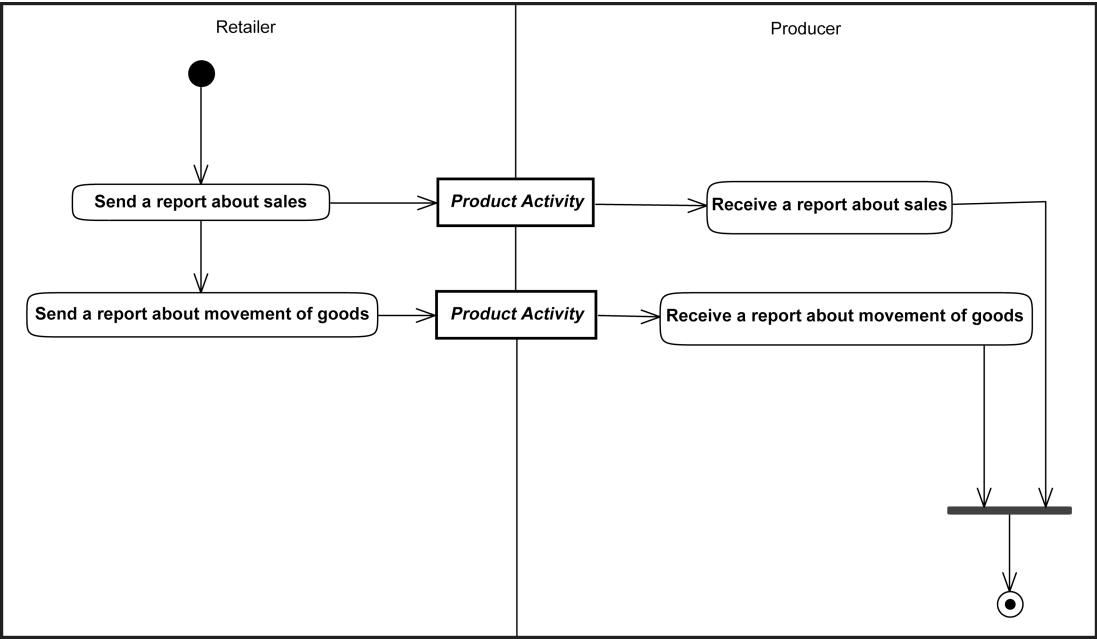 Retailer
Producer
Send a report about sales
Product Activity
Receive a report about sales
Send a report about movement of goods
Product Activity
Receive a report about movement of goods